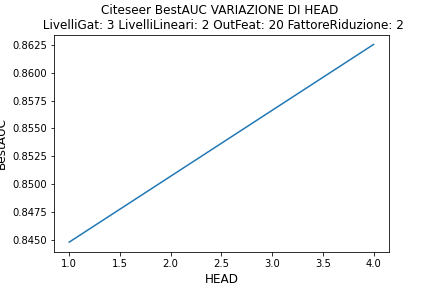 Citeseer BestAUC VARIAZIONE DI HEAD
LivelliGat: 3 LivelliLineari: 2 OutFeat: 20 FattoreRiduzione: 2
BestAUC
0.8625
0.8600
0.8575
0.8550
0.8525
0.8500
0.8475
0.8450
1.0 1.5 2.0 2.5 3.0 3.5 4.0
HEAD